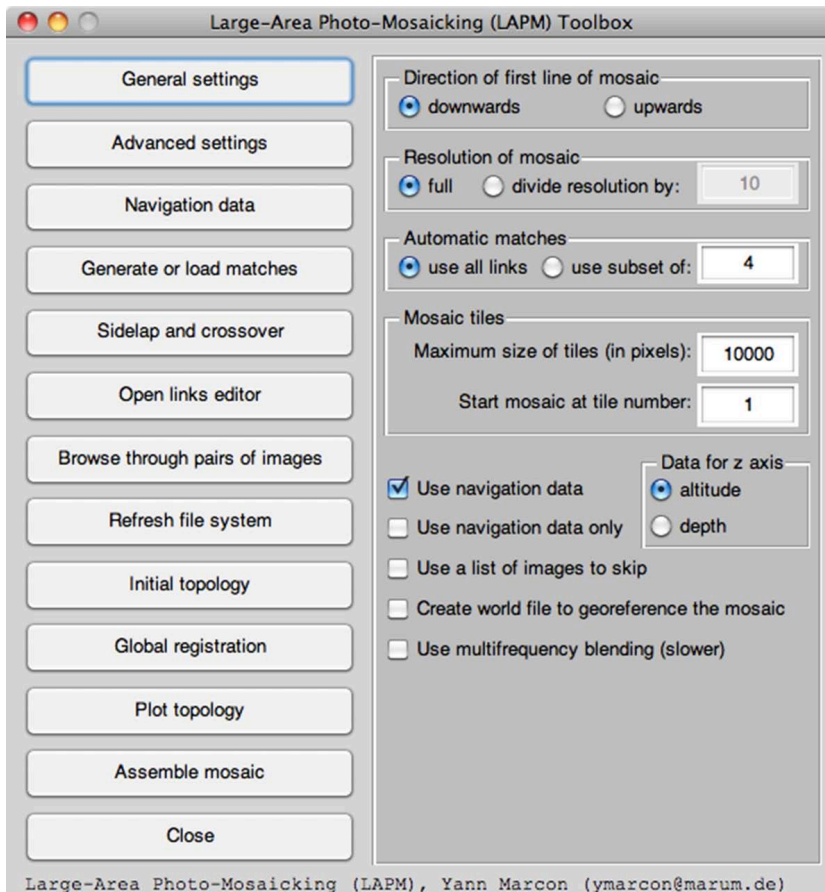 Large-Area Photo-Mosaicking (LAPM) Toolbox
General settings
Advanced settings
Navigation data
Generate or load matches
Sidelap and crossover
Open links editor
Browse through pairs of images
Refresh file system
Initial topology
Global registration
Plot topology
Assemble mosaic
Close
Direction of first line of mosaic
downwards upwards
Resolution of mosaic
full divide resolution by: 10
Automatic matches
use all links use subset of: 4
Mosaic tiles
Maximum size of tiles (in pixels): 10000
Start mosaic at tile number: 1
Data for z axis
altitude
depth
Use navigation data
Use navigation data only
Use a list of images to skip
Create world file to georeference the mosaic
Use multifrequency blending (slower)
Large-Area Photo-Mosaicking (LAPM), Yann Marcon (ymarcon@marum.de)